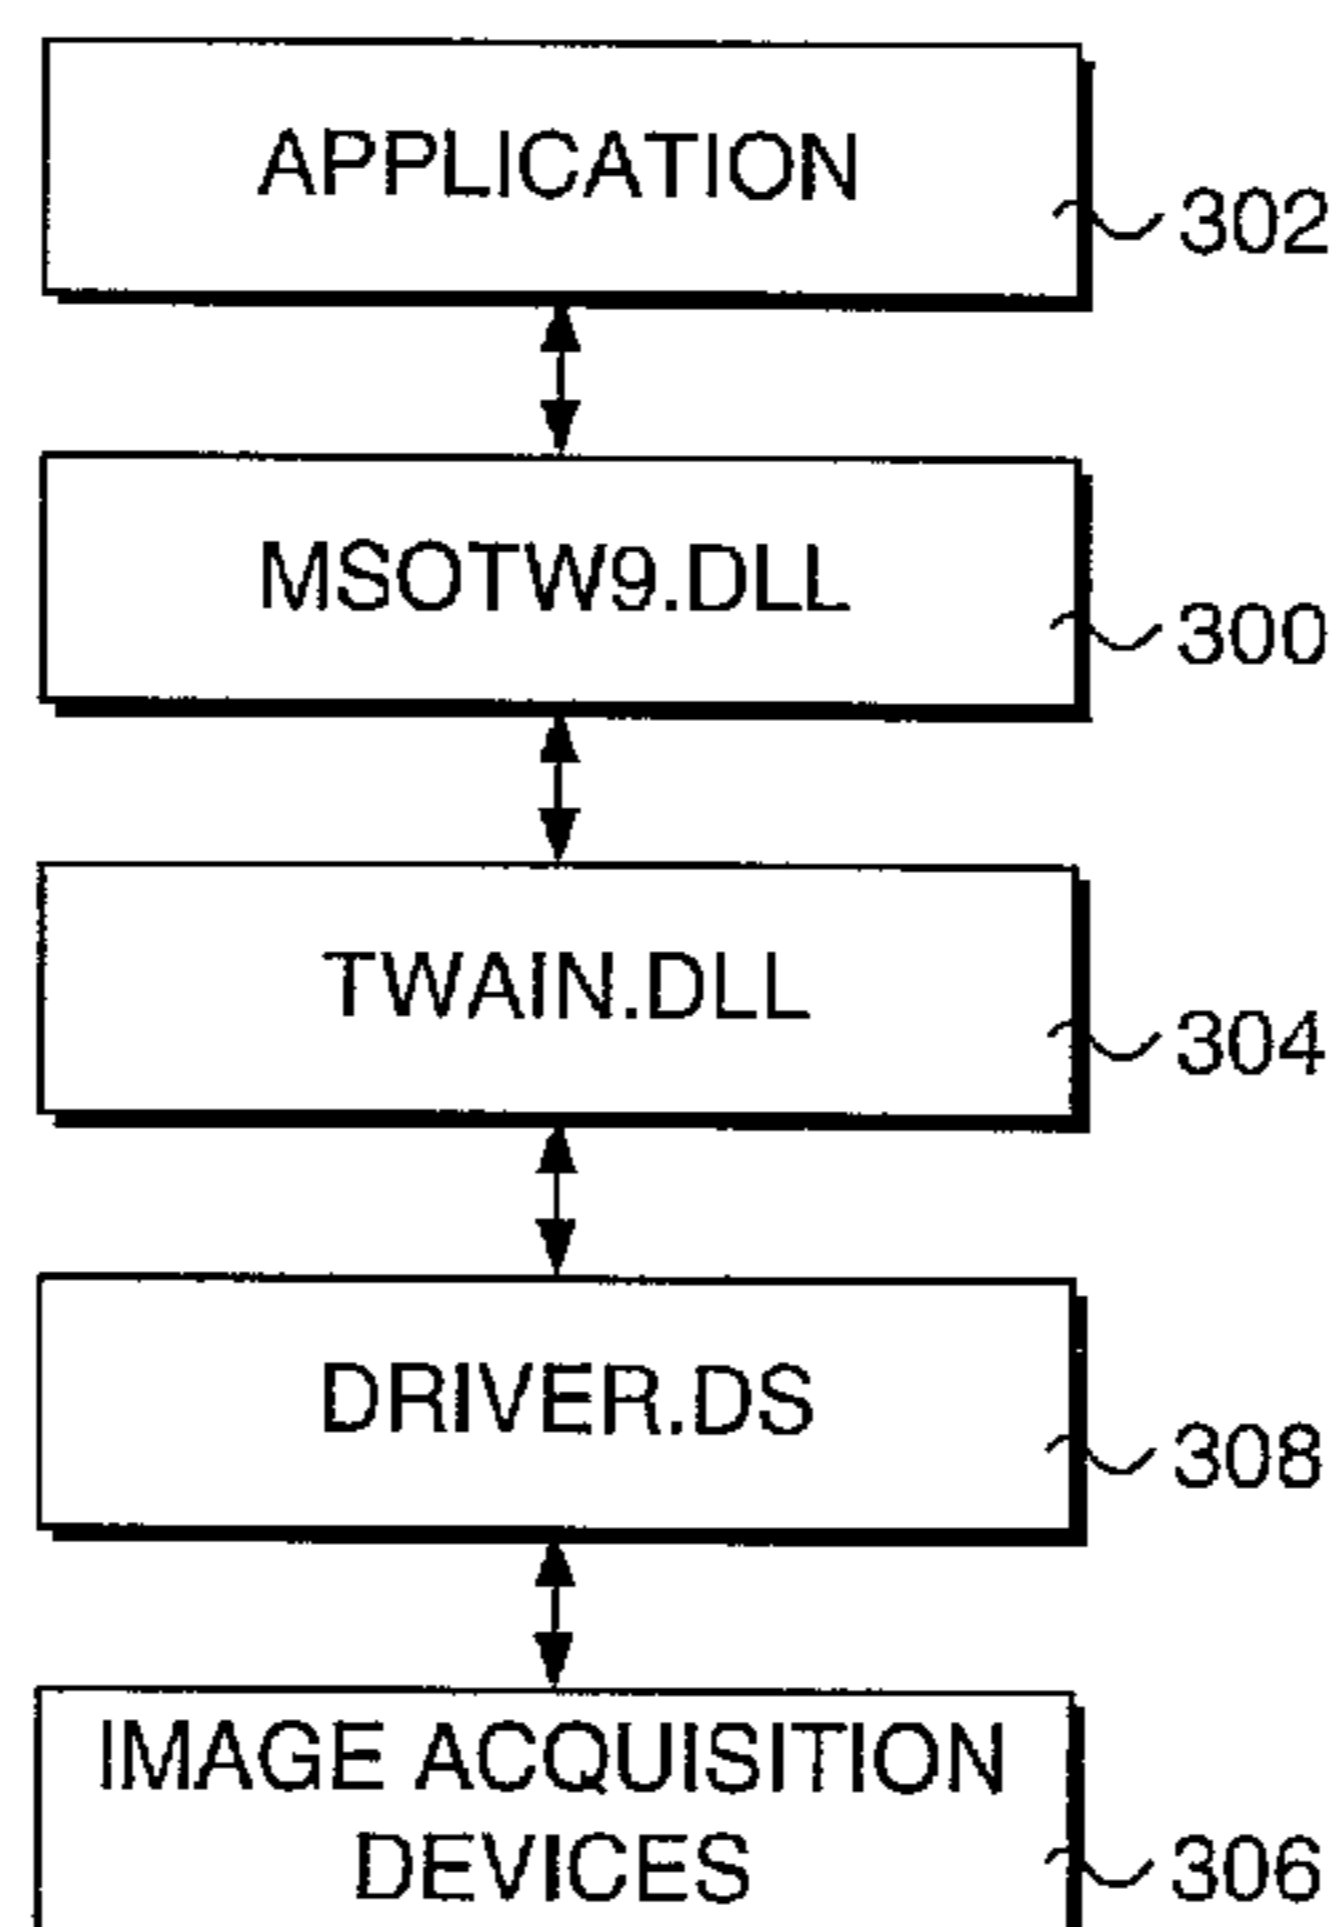 APPLICATION
302
MSOTW9.DLL
300
TWAIN.DLL
304
DRIVER.DS
308
IMAGE ACQUISITION
DEVICES
306